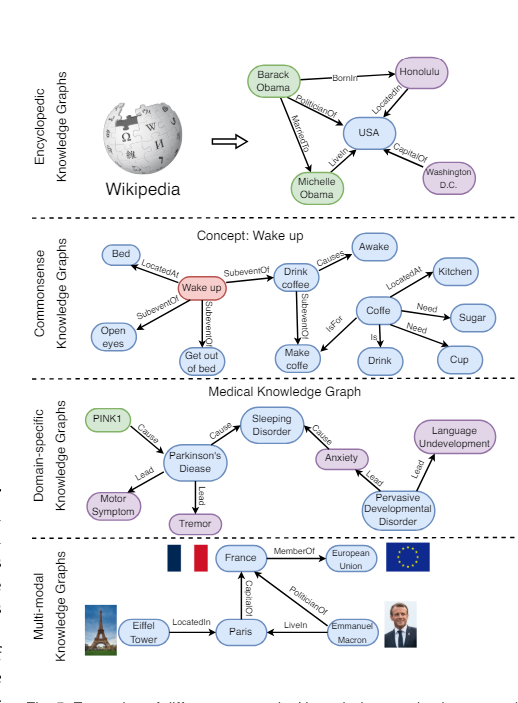 Encyclopedic
Knowledge Graphs
Wikipedia
Barack
Obama
BornIn
Honolulu
PoliticianOf
LocatedIn
MarriedTo
USA
LiveIn
CapitalOf
Michelle
Obama
Washington
D.C.
Commonsense
Knowledge Graphs
Concept: Wake up
Bed
LocatedAt
Wake up
SubeventOf
Drink
coffee
Causes
Awake
SubeventOf
Open
eyes
SubeventOf
Get out
of bed
SubeventOf
Make
coffe
IsFor
Coffe
LocatedAt
Kitchen
Need
Sugar
Need
Cup
Is
Drink
Domain-specific
Knowledge Graphs
Medical Knowledge Graph
PINK1
Cause
Parkinson's
Diease
Cause
Sleeping
Disorder
Cause
Anxiety
Language
Undevelopment
Lead
Motor
Symptom
Lead
Tremor
Lead
Lead
Pervasive
Developmental
Disorder
Multi-modal
Knowledge Graphs
France
MemberOf
European
Union
CapitalOf
PoliticianOf
Eiffel
Tower
LocatedIn
Paris
LiveIn
Emmanuel
Macron